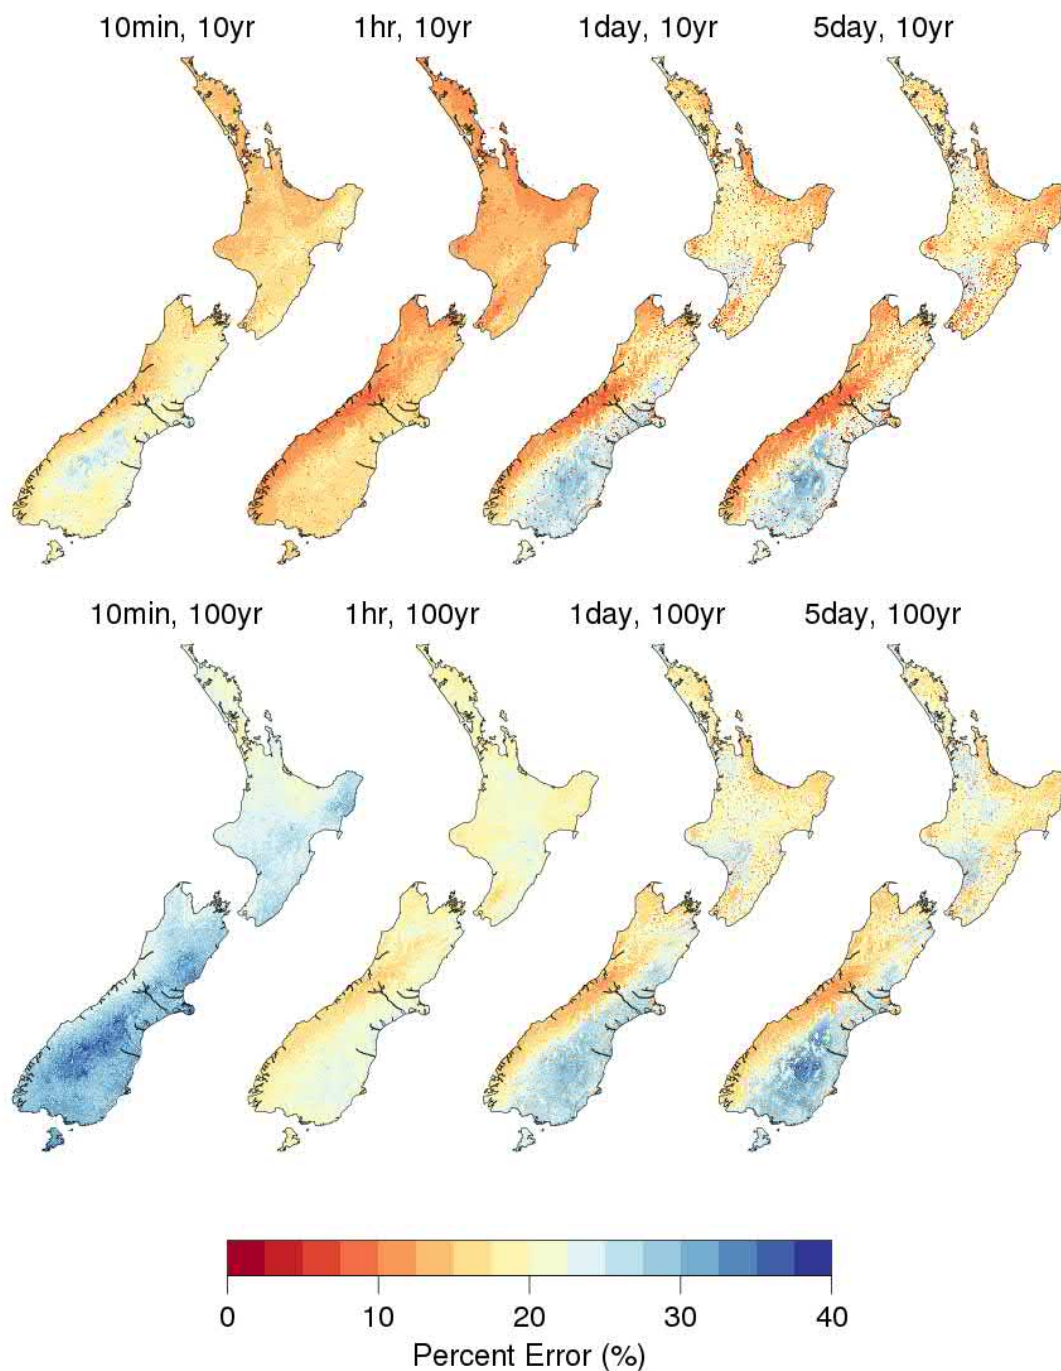 10min, 10yr 1hr, 10yr 1day, 10yr 5day, 10yr
10min, 100yr 1hr, 100yr 1day, 100yr 5day, 100yr
0 10 20 30 40
Percent Error (%)